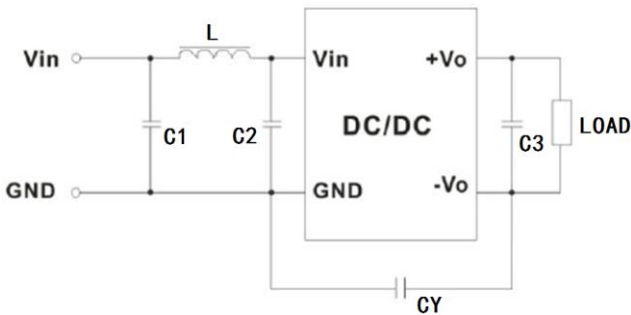 L
Vin
Vin
+Vo
C1
C2
DC/DC
C3
LOAD
GND
GND
-Vo
CY